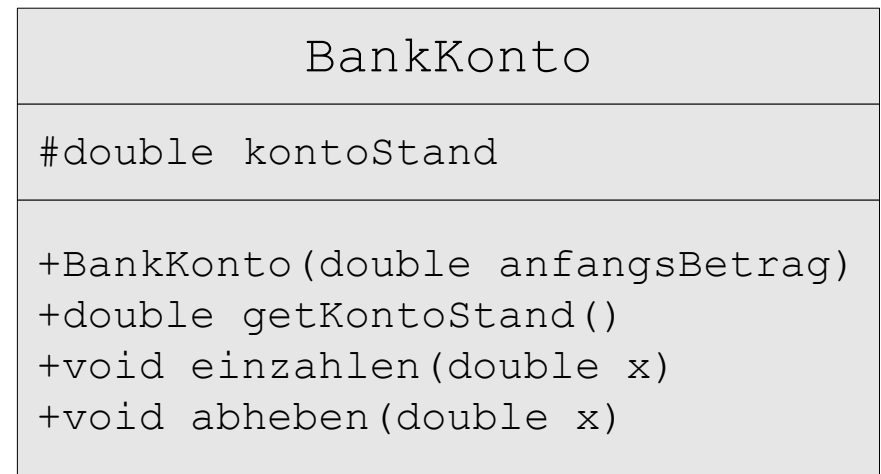 BankKonto
#double kontoStand
+BankKonto(double anfangsBetrag)
+double getKontoStand()
+void einzahlen(double x)
+void abheben(double x)